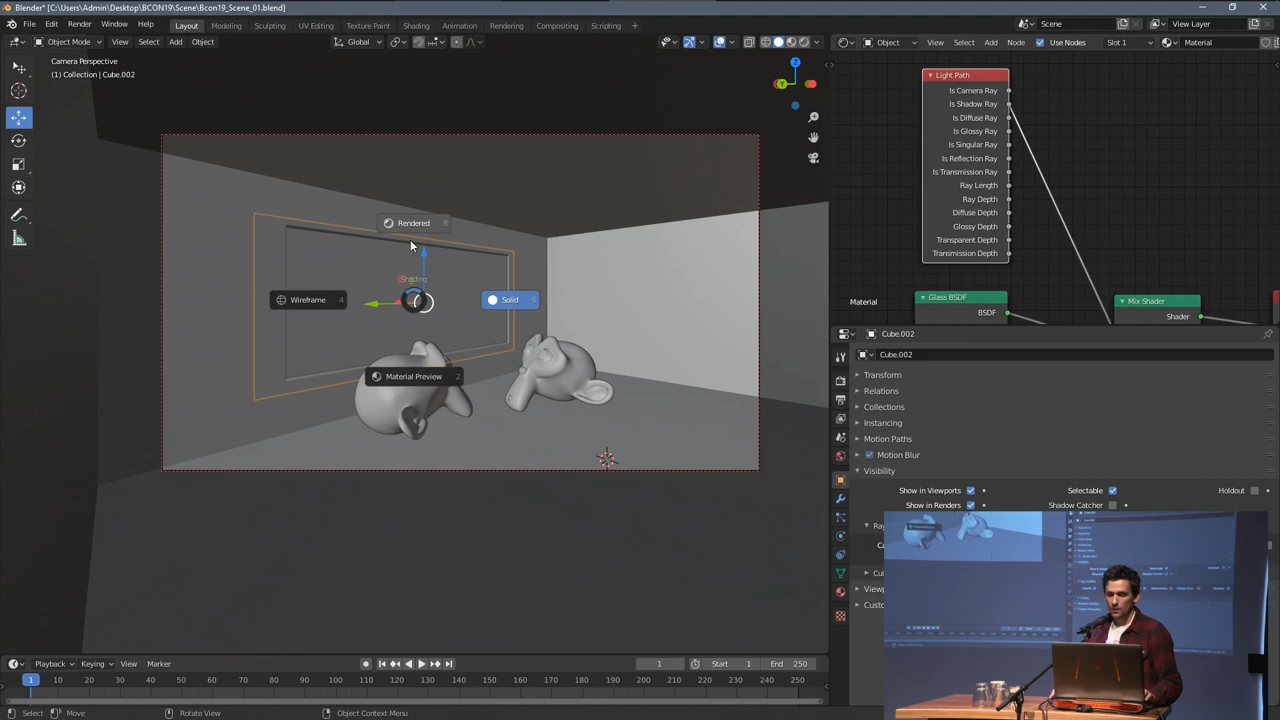 Blender* [C:\Users\Admin\Desktop\BCON19\Scene\Bcon19_Scene_01.blend]
File Edit Render Window Help Layout Modeling Sculpting UV Editing Texture Paint Shading Animation Rendering Compositing Scripting + Scene View Layer
Object Mode View Select Add Object Global Object View Select Add Node Use Nodes Slot 1 Material
Camera Perspective
(1) Collection | Cube.002
Z
Y
Light Path
Is Camera Ray
Is Shadow Ray
Is Diffuse Ray
Is Glossy Ray
Is Singular Ray
Is Reflection Ray
Is Transmission Ray
Ray Length
Ray Depth
Diffuse Depth
Glossy Depth
Transparent Depth
Transmission Depth
Material
Glass BSDF
BSDF
Mix Shader
Shader
Rendered 8
Shading
Wireframe 4
Solid 6
Material Preview 2
Cube.002
Cube.002
Transform
Relations
Collections
Instancing
Motion Paths
Motion Blur
Visibility
Show in Viewports Selectable Holdout
Show in Renders Shadow Catcher
Playback Keying View Marker 1 Start 1 End 250
1 10 20 30 40 50 60 70 80 90 100 110 120 130 140 150 160 170 180 190 200 210 220 230 240 250
Select Move Rotate View Object Context Menu